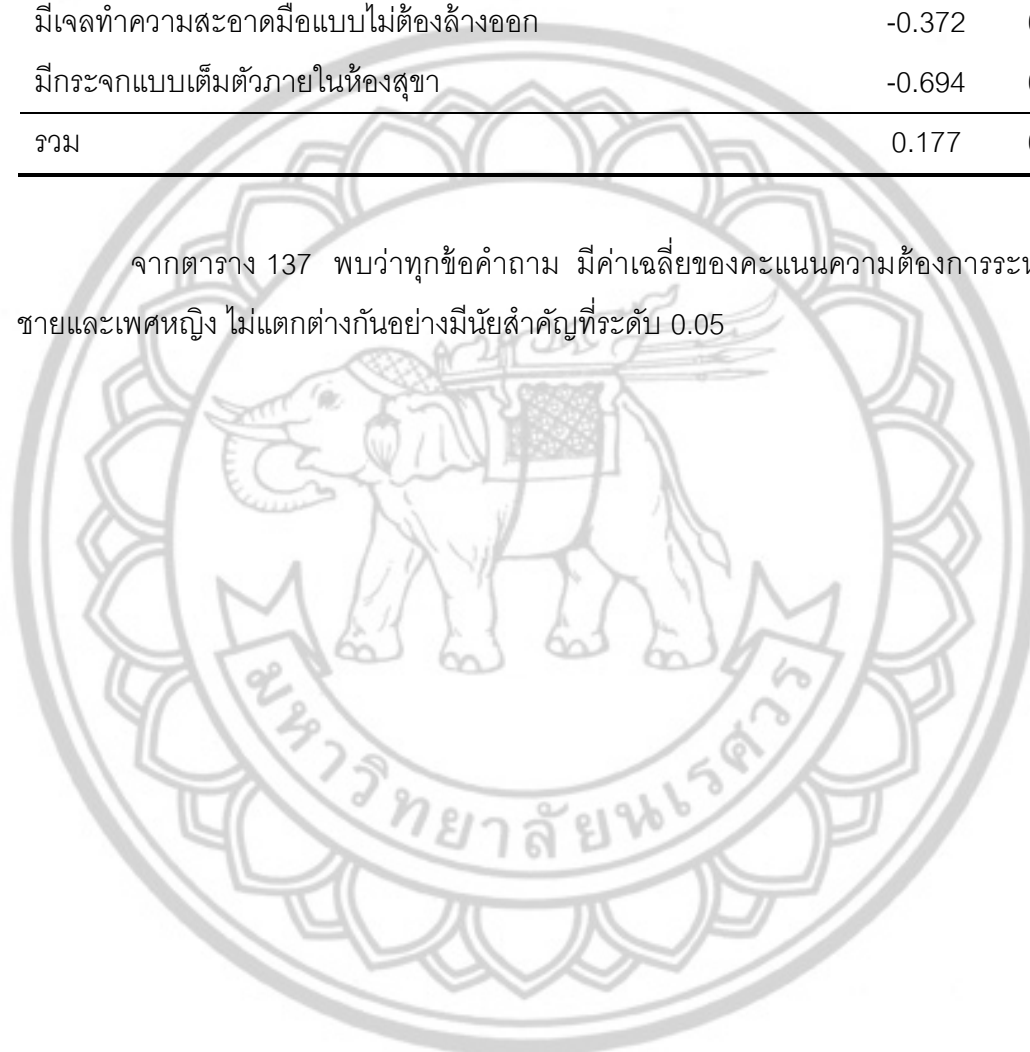 มีเจลทำความสะอาดมือแบบไม่ต้องล้างออก -0.372
มีกระจกแบบเต็มตัวภายในห้องสุขา -0.694
รวม 0.177
จากตาราง 137 พบว่าทุกข้อคำถาม มีค่าเฉลี่ยของคะแนนความต้องการระห
ชายและเพศหญิง ไม่แตกต่างกันอย่างมีนัยสำคัญที่ระดับ 0.05
มหาวิทยาลัยนเรศวร